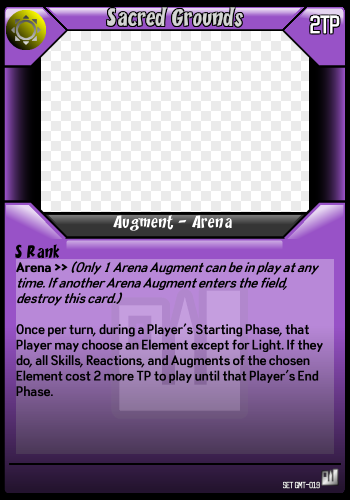 Sacred Grounds
2TP
Augment - Arena
S Rank
Arena >> (Only 1 Arena Augment can be in play at any
time. If another Arena Augment enters the field,
destroy this card.)
Once per turn, during a Player's Starting Phase, that
Player may choose an Element except for Light. If they
do, all Skills, Reactions, and Augments of the chosen
Element cost 2 more TP to play until that Player's End
Phase.
SET GMT-019